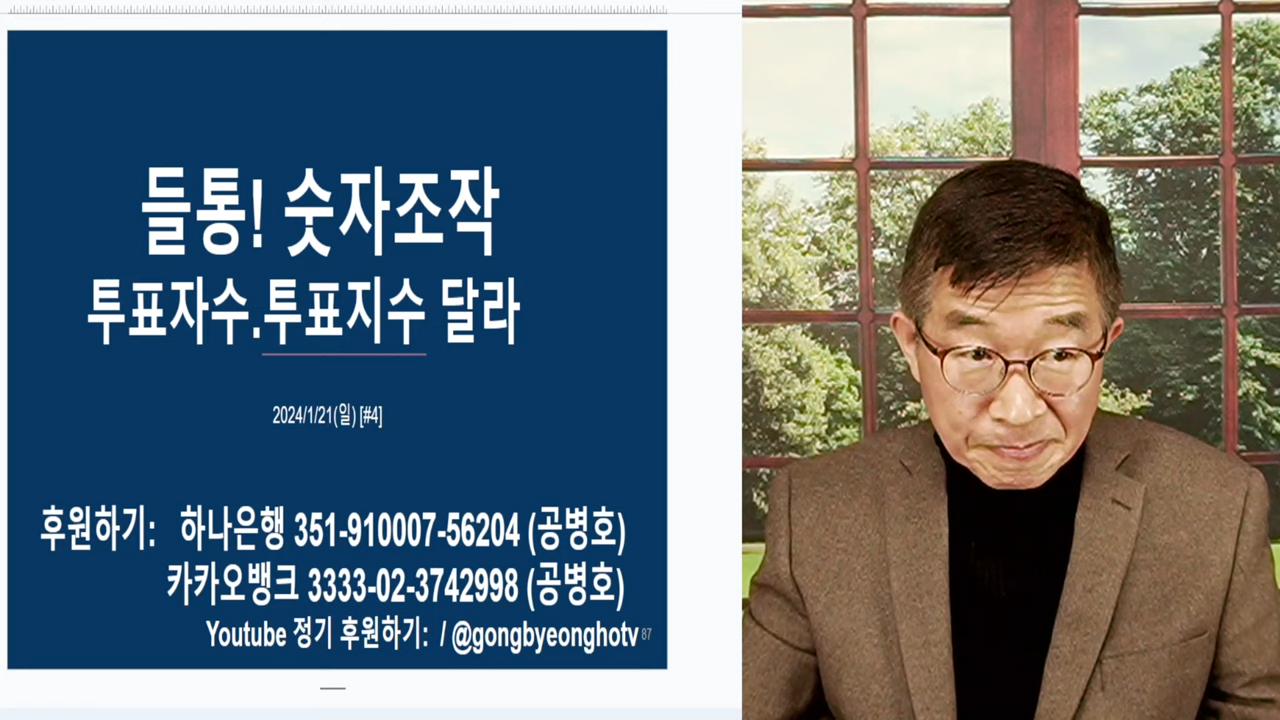 들통! 숫자조작
투표자수.투표지수 달라
2024/1/21(일) [#4]
후원하기: 하나은행 351-910007-56204 (공병호)
카카오뱅크 3333-02-3742998 (공병호)
Youtube 정기 후원하기: / @gongbyeonghotv 87